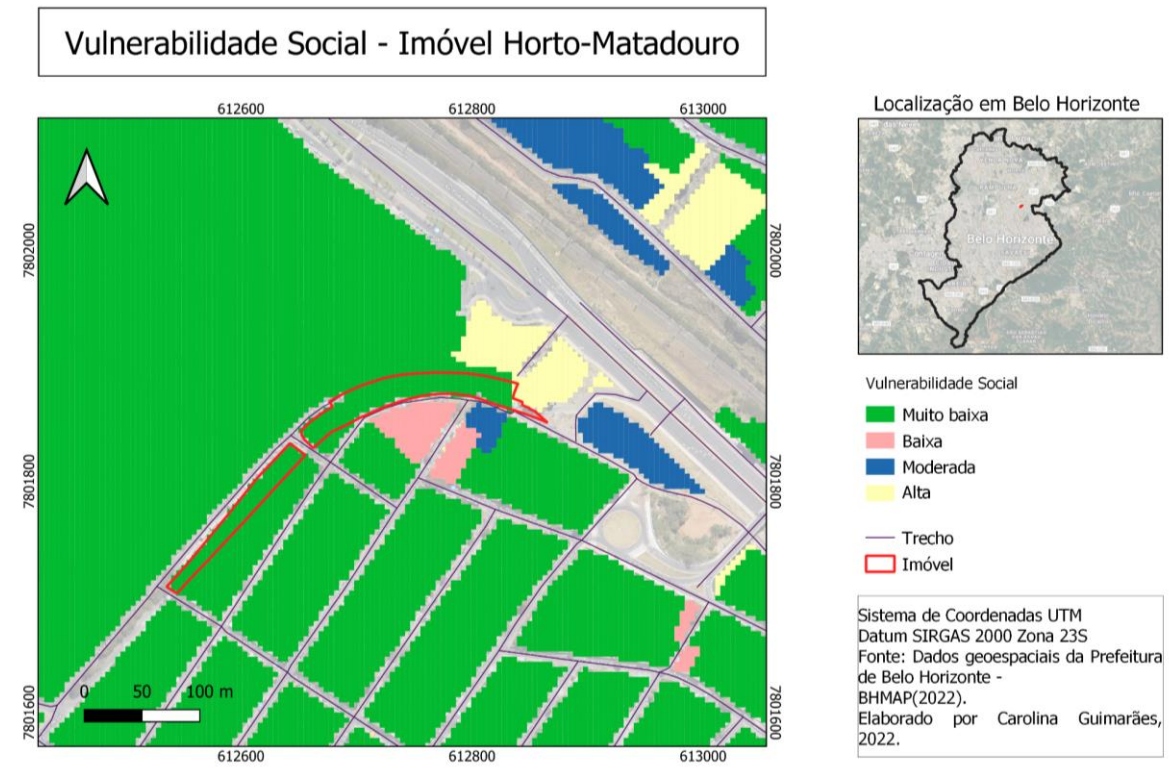 Vulnerabilidade Social - Imóvel Horto-Matadouro
612600
612800
613000
7802000
7801800
7801600
7802000
7801800
7801600
0 50 100 m
612600
612800
613000
Localização em Belo Horizonte
Belo Horizonte
Vulnerabilidade Social
Muito baixa
Baixa
Moderada
Alta
Trecho
Imóvel
Sistema de Coordenadas UTM
Datum SIRGAS 2000 Zona 23S
Fonte: Dados geoespaciais da Prefeitura
de Belo Horizonte -
BHMAP(2022).
Elaborado por Carolina Guimarães,
2022.